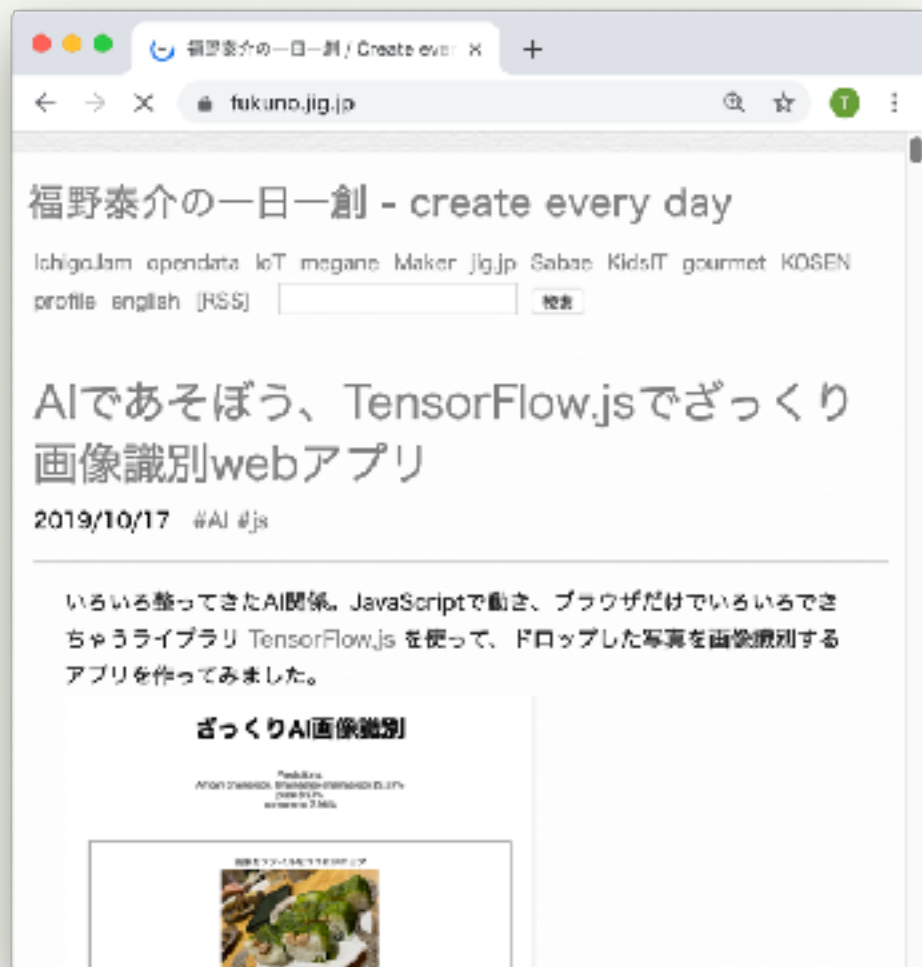 福野泰介の一日一創 / Create ever
fukuno.jig.jp
T
福野泰介の一日一創 - create every day
IchigoJam opendata IoT megane Maker jig.jp Sabae KidsIT gourmet KOSEN
profile english [RSS] 検索
AIであそぼう、TensorFlow.jsでざっくり
画像識別webアプリ
2019/10/17 #AI #js
いろいろ整ってきたAI関係。JavaScriptで動き、ブラウザだけでいろいろでき
ちゃうライブラリ TensorFlow.js を使って、ドロップした写真を画像識別する
アプリを作ってみました。
ざっくりAI画像識別